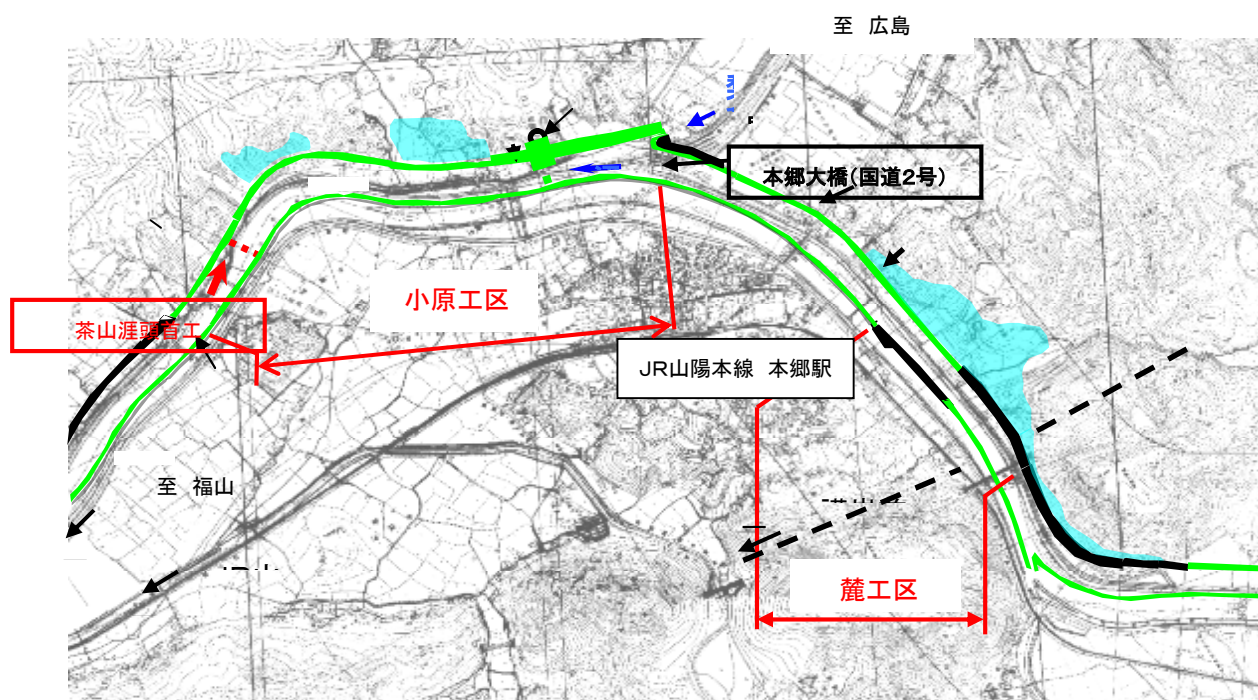 至 広島
本郷大橋(国道2号)
小原工区
茶山涯頭首工
JR山陽本線 本郷駅
至 福山
麓工区